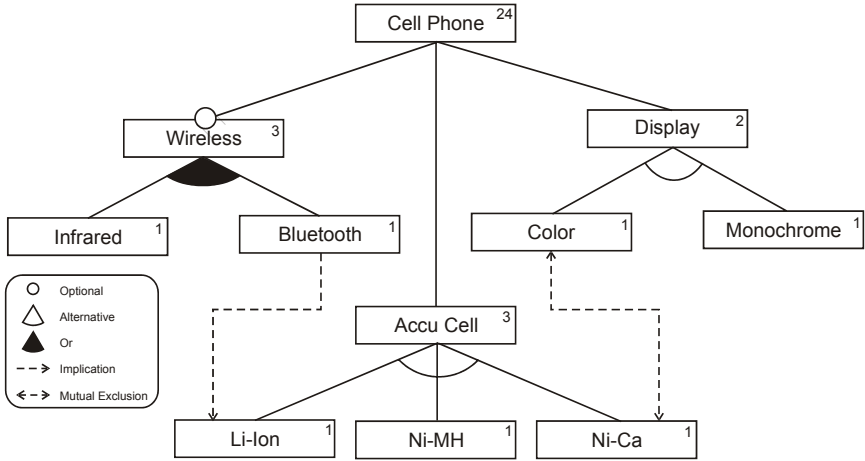 Cell Phone 24
Wireless 3
Display 2
Infrared 1
Bluetooth 1
Color 1
Monochrome 1
Optional
Alternative
Or
Implication
Mutual Exclusion
Accu Cell 3
Li-Ion 1
Ni-MH 1
Ni-Ca 1